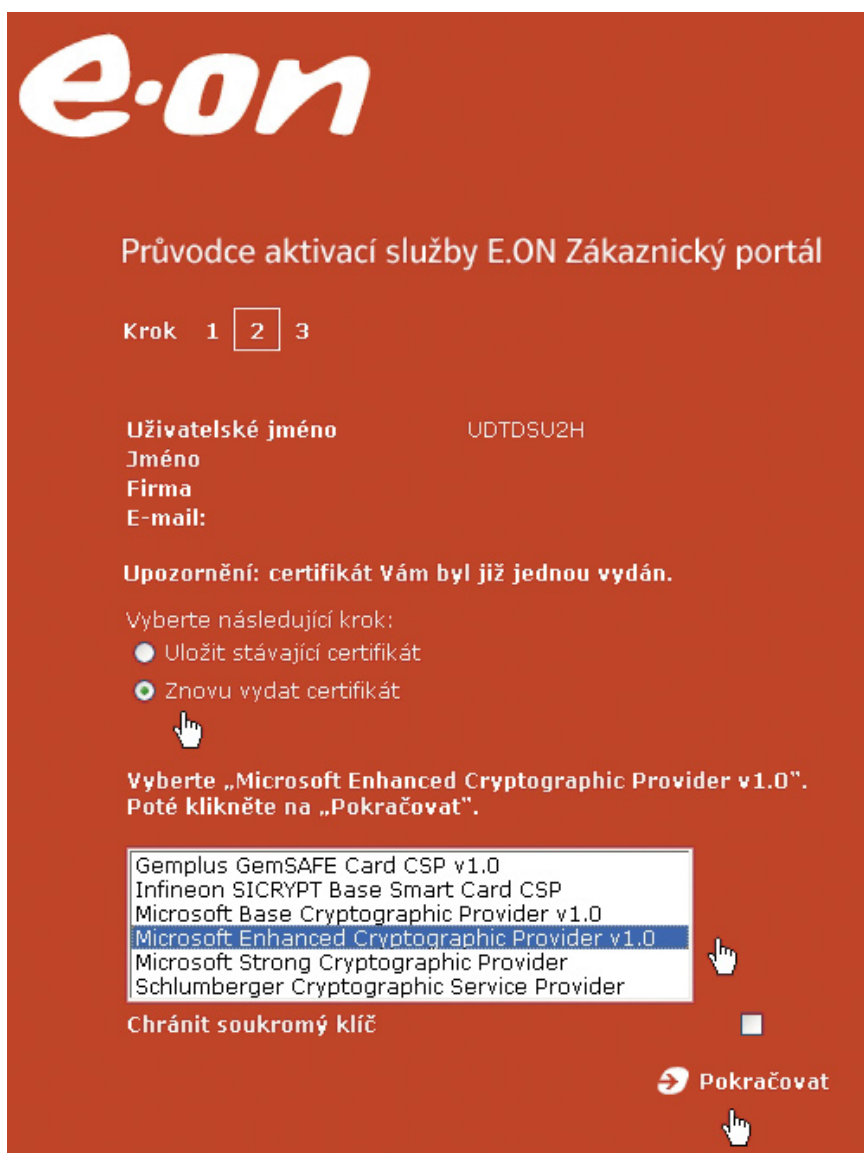 e·on
Průvodce aktivací služby E.ON Zákaznický portál
Krok 1 2 3
Uživatelské jméno UDTDSU2H
Jméno
Firma
E-mail:
Upozornění: certifikát Vám byl již jednou vydán.
Vyberte následující krok:
Uložit stávající certifikát
Znovu vydat certifikát
Vyberte „Microsoft Enhanced Cryptographic Provider v1.0".
Poté klikněte na „Pokračovat".
Gemplus GemSAFE Card CSP v1.0
Infineon SICRYPT Base Smart Card CSP
Microsoft Base Cryptographic Provider v1.0
Microsoft Enhanced Cryptographic Provider v1.0
Microsoft Strong Cryptographic Provider
Schlumberger Cryptographic Service Provider
Chránit soukromý klíč
Pokračovat